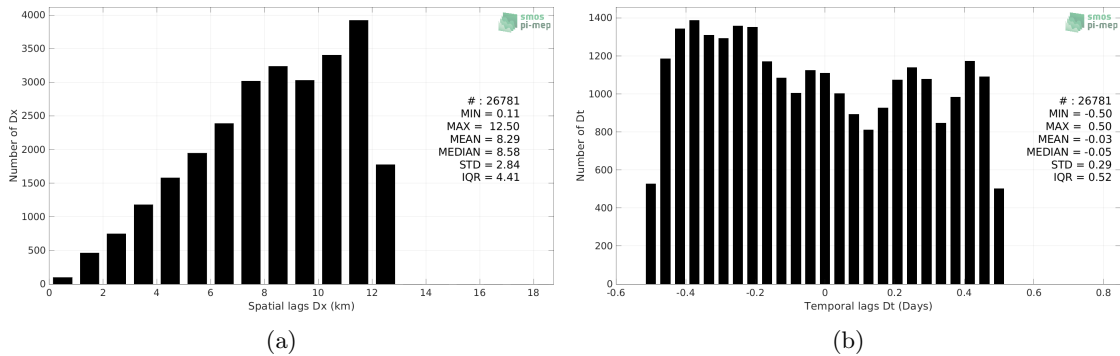 4000
3500
3000
2500
2000
1500
1000
500
0
Number of Dx
smos
pi-mep
# : 26781
MIN = 0.11
MAX = 12.50
MEAN = 8.29
MEDIAN = 8.58
STD = 2.84
IQR = 4.41
0 2 4 6 8 10 12 14 16 18
Spatial lags Dx (km)
(a)
1400
1200
1000
800
600
400
200
0
Number of Dt
smos
pi-mep
# : 26781
MIN = -0.50
MAX = 0.50
MEAN = -0.03
MEDIAN = -0.05
STD = 0.29
IQR = 0.52
-0.6 -0.4 -0.2 0 0.2 0.4 0.6 0.8
Temporal lags Dt (Days)
(b)